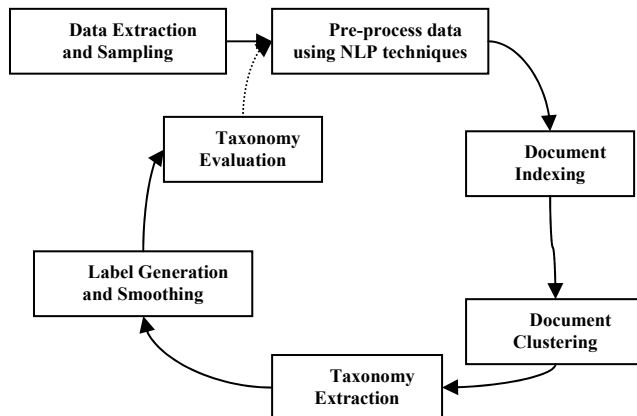 Data Extraction
and Sampling
Pre-process data
using NLP techniques
Document
Indexing
Document
Clustering
Taxonomy
Extraction
Label Generation
and Smoothing
Taxonomy
Evaluation